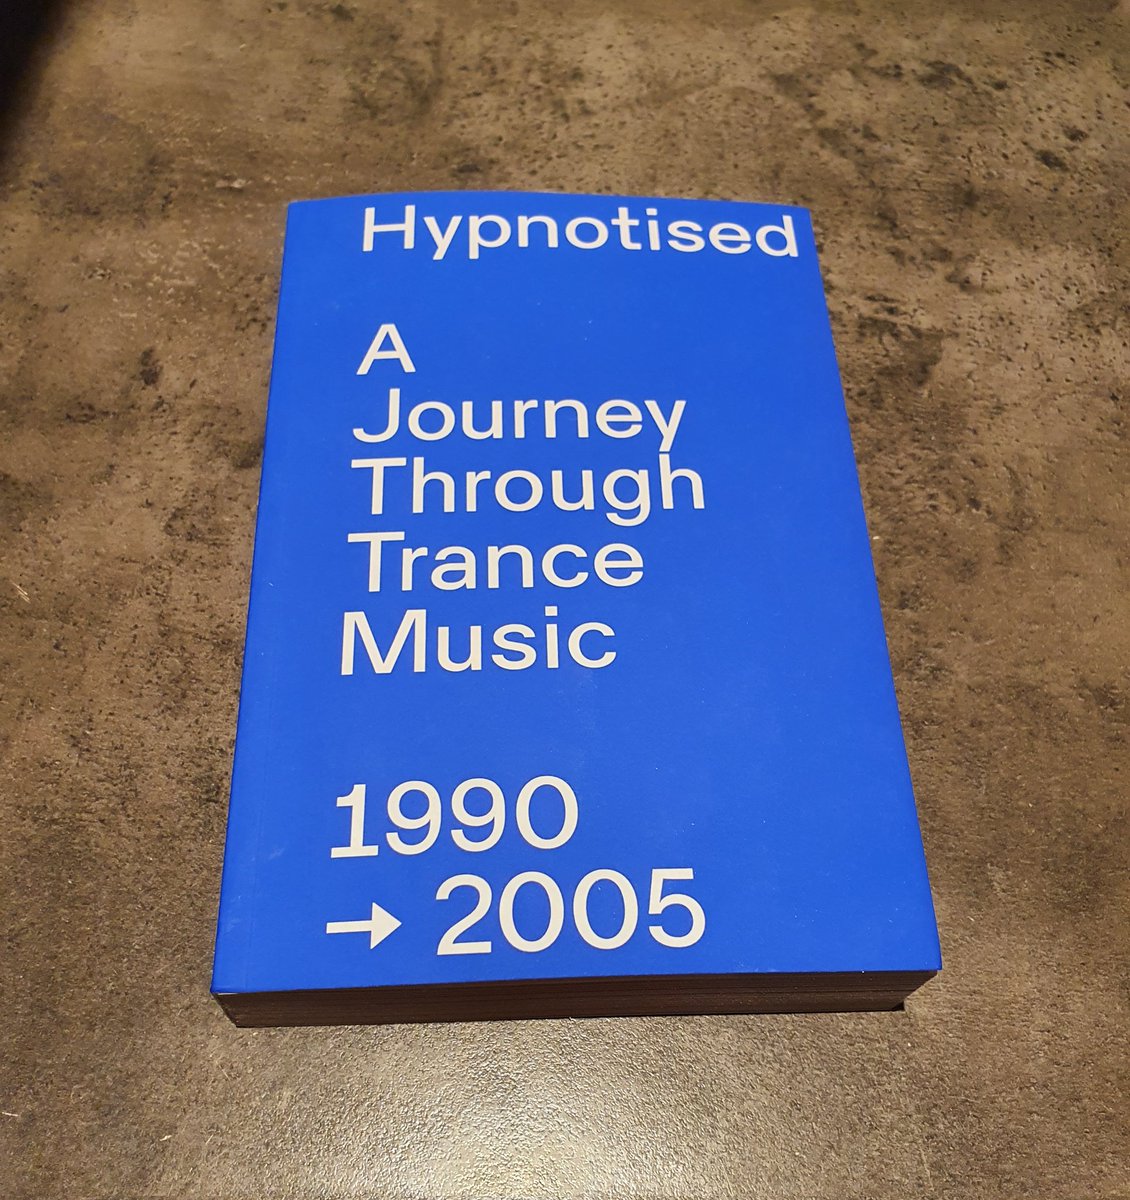 Hypnotised
A
Journey
Through
Trance
Music
1990
→ 2005